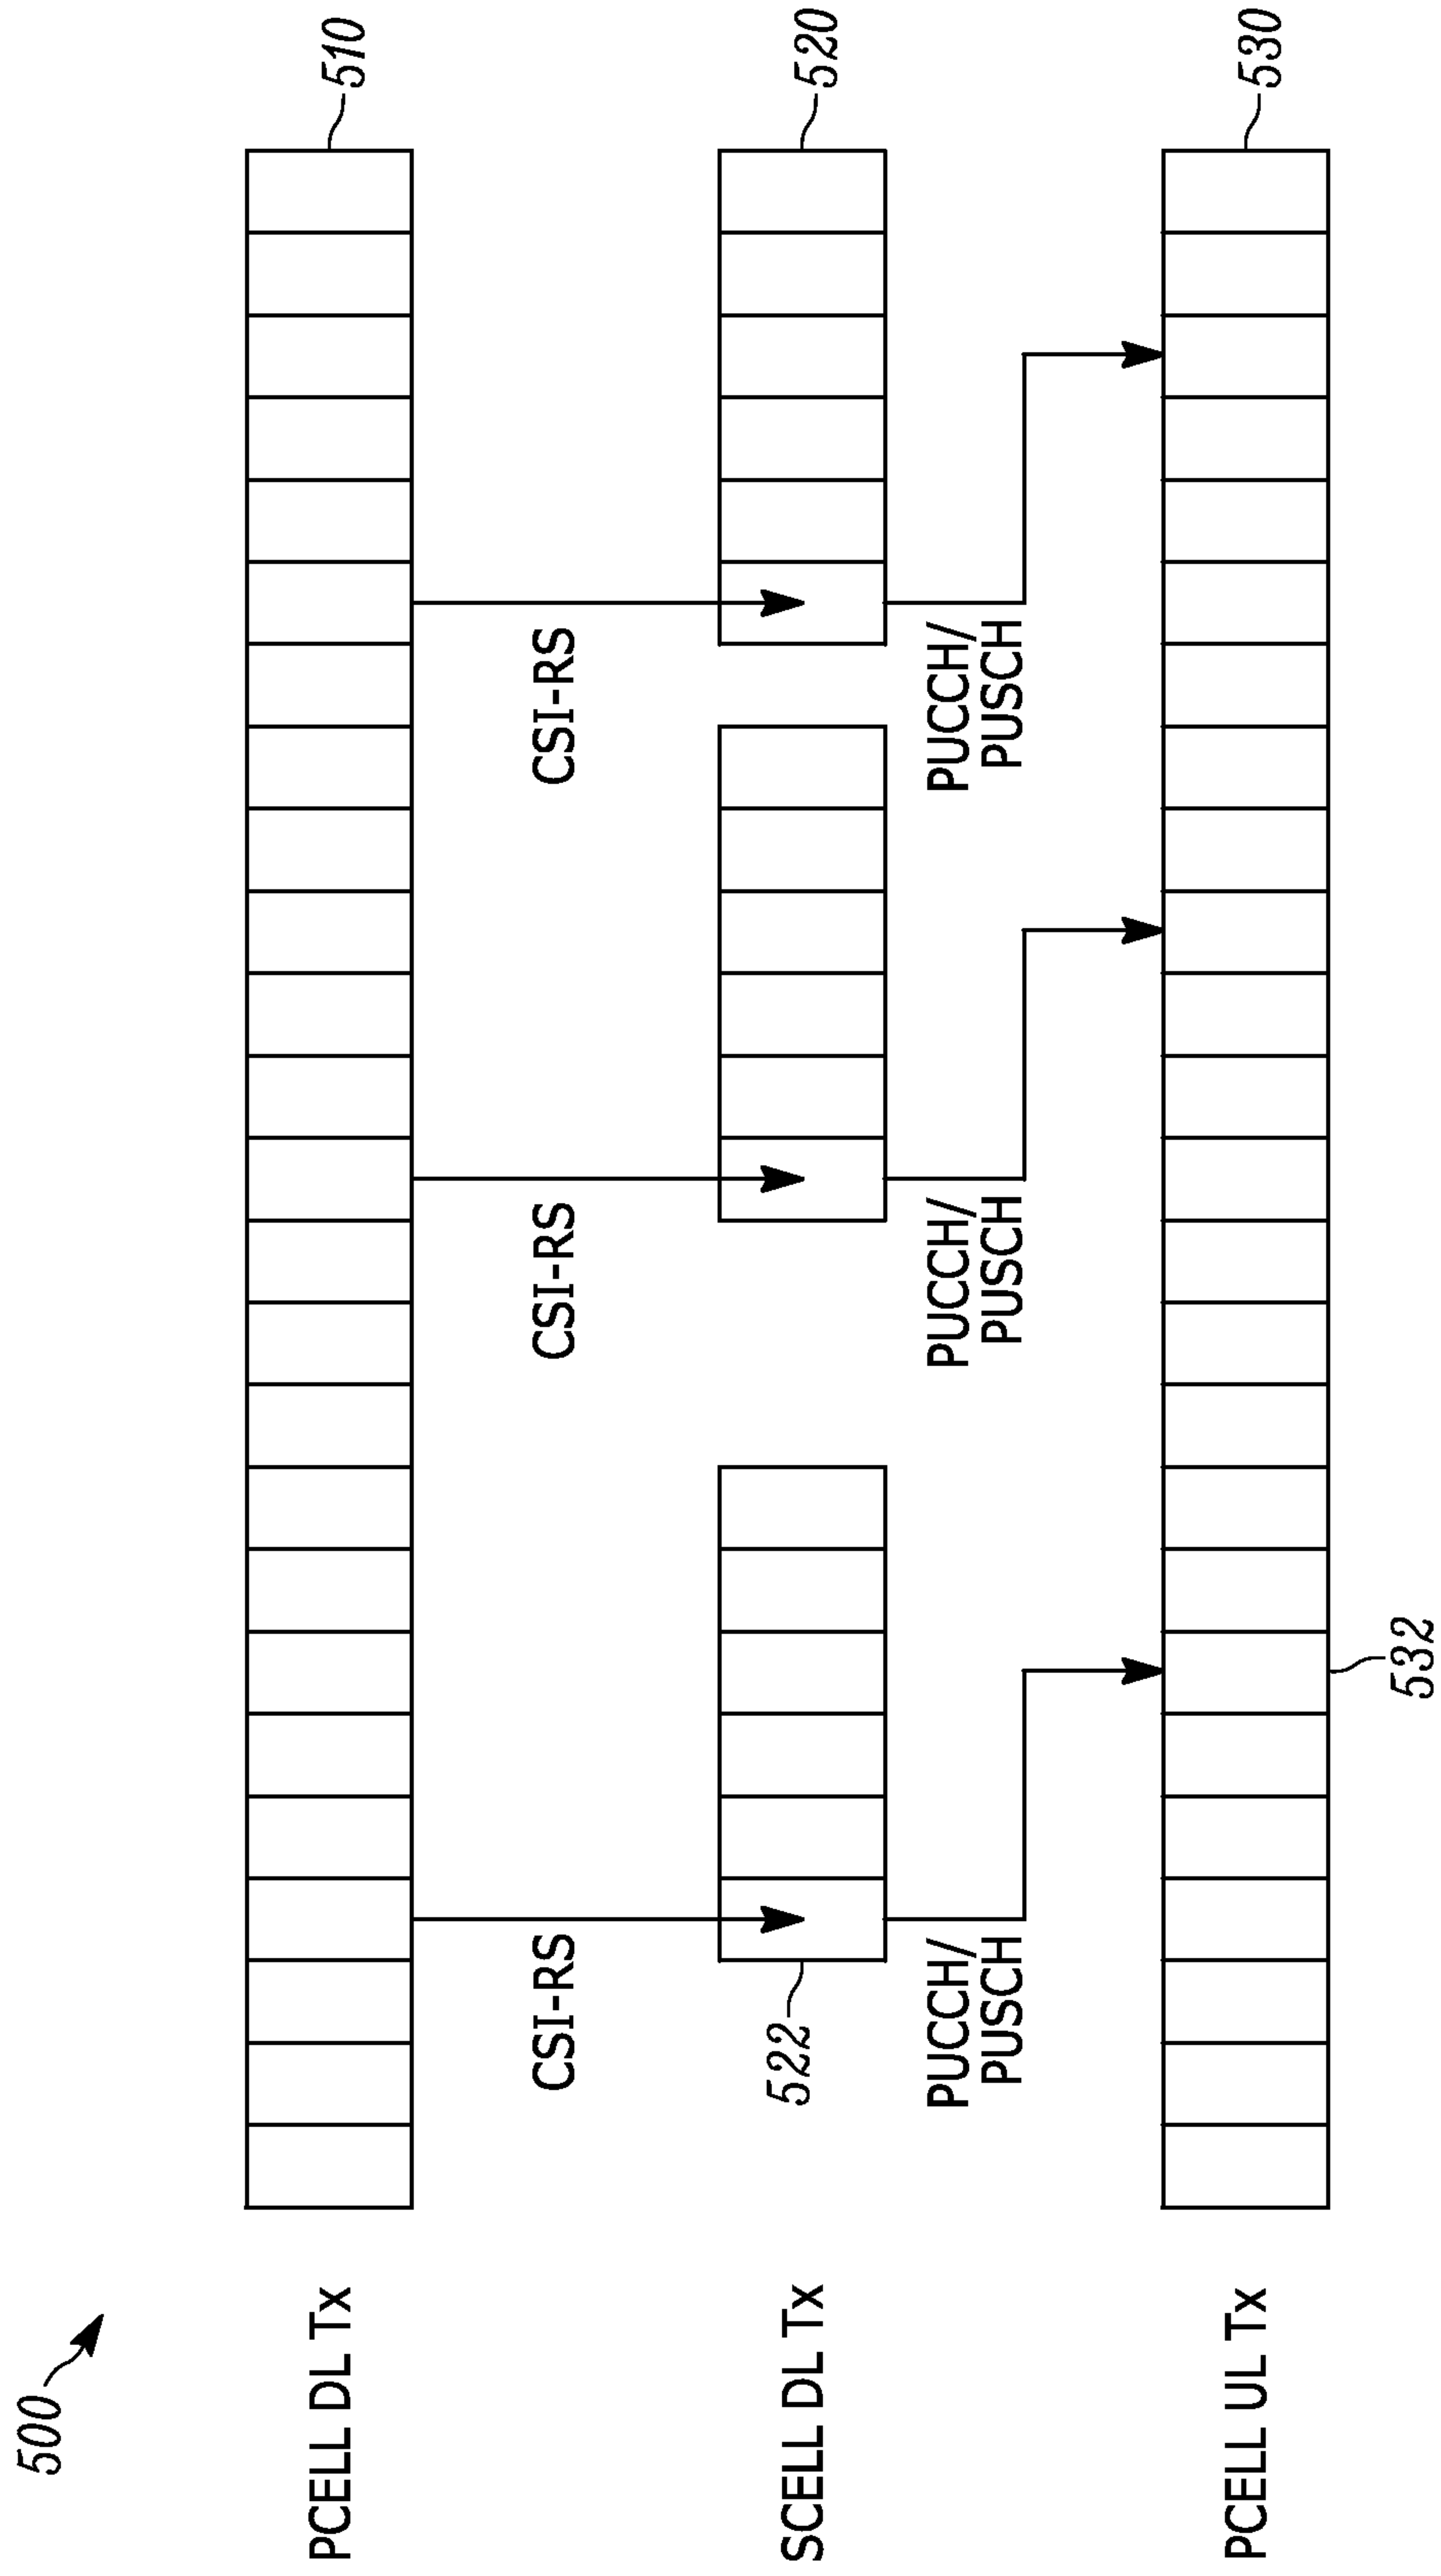 500
PCELL DL Tx
510
CSI-RS
CSI-RS
CSI-RS
SCELL DL Tx
522
520
PUCCH/
PUSCH
PUCCH/
PUSCH
PUCCH/
PUSCH
PCELL UL Tx
530
532